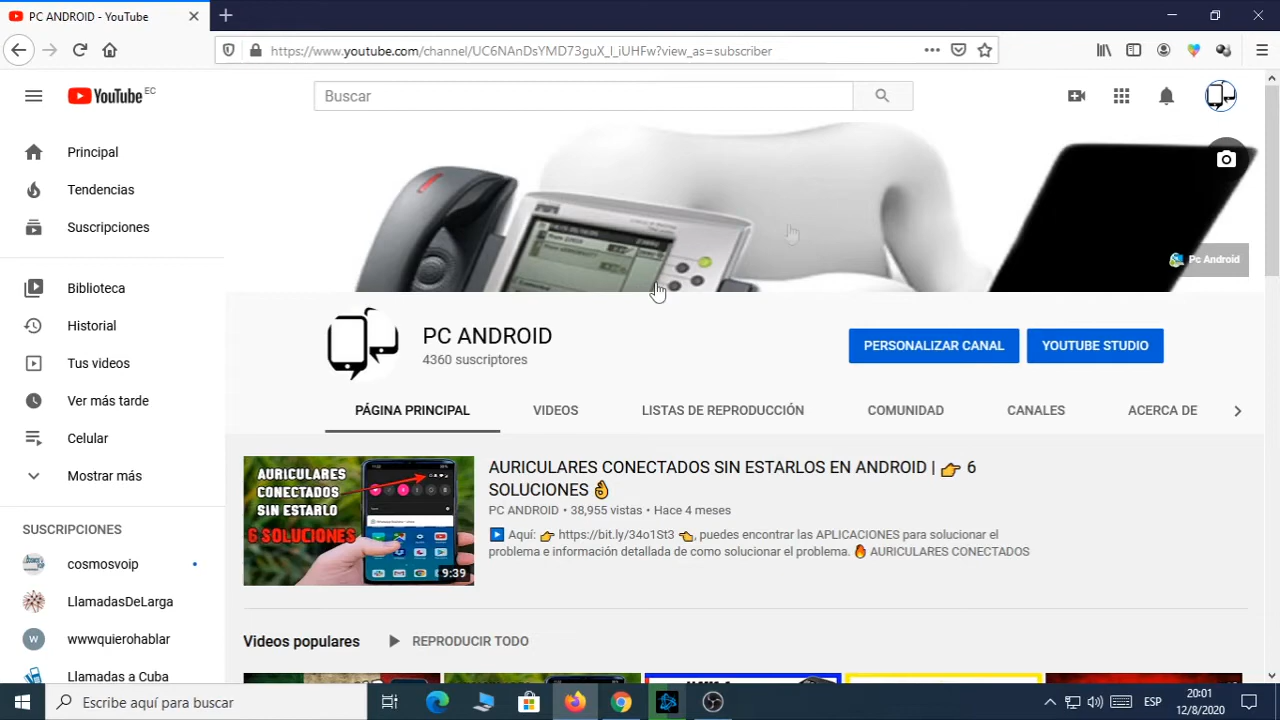 PC ANDROID - YouTube
https://www.youtube.com/channel/UC6NAnDsYMD73guX_l_iUHFw?view_as=subscriber
YouTube EC
Buscar
Principal
Tendencias
Suscripciones
Biblioteca
Historial
Tus videos
Ver más tarde
Celular
Mostrar más
SUSCRIPCIONES
cosmosvoip
LlamadasDeLarga
w wwwquierohablar
Llamadas a Cuba
Pc Android
PC ANDROID
4360 suscriptores
PERSONALIZAR CANAL
YOUTUBE STUDIO
PÁGINA PRINCIPAL VIDEOS LISTAS DE REPRODUCCIÓN COMUNIDAD CANALES ACERCA DE
AURICULARES
CONECTADOS
SIN ESTARLO
6 SOLUCIONES
9:39
AURICULARES CONECTADOS SIN ESTARLOS EN ANDROID | 👉 6
SOLUCIONES 👌
PC ANDROID • 38,955 vistas • Hace 4 meses
▶️ Aquí: 👉 https://bit.ly/34o1St3 👈, puedes encontrar las APLICACIONES para solucionar el
problema e información detallada de como solucionar el problema. 🔥 AURICULARES CONECTADOS
Videos populares REPRODUCIR TODO
Escribe aquí para buscar
ESP
20:01
12/8/2020